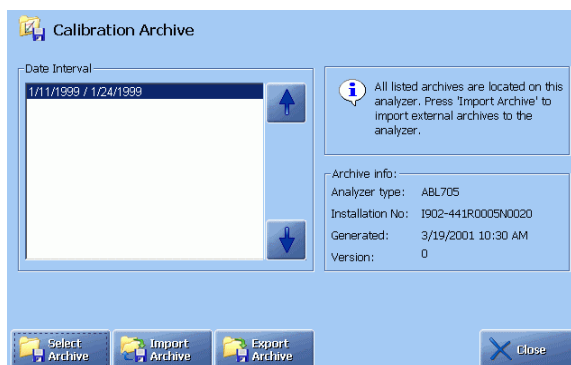 Calibration Archive
Date Interval
1/11/1999 / 1/24/1999
All listed archives are located on this
analyzer. Press 'Import Archive' to
import external archives to the
analyzer.
Archive info:
Analyzer type: ABL705
Installation No: I902-441R0005N0020
Generated: 3/19/2001 10:30 AM
Version: 0
Select
Archive
Import
Archive
Export
Archive
Close